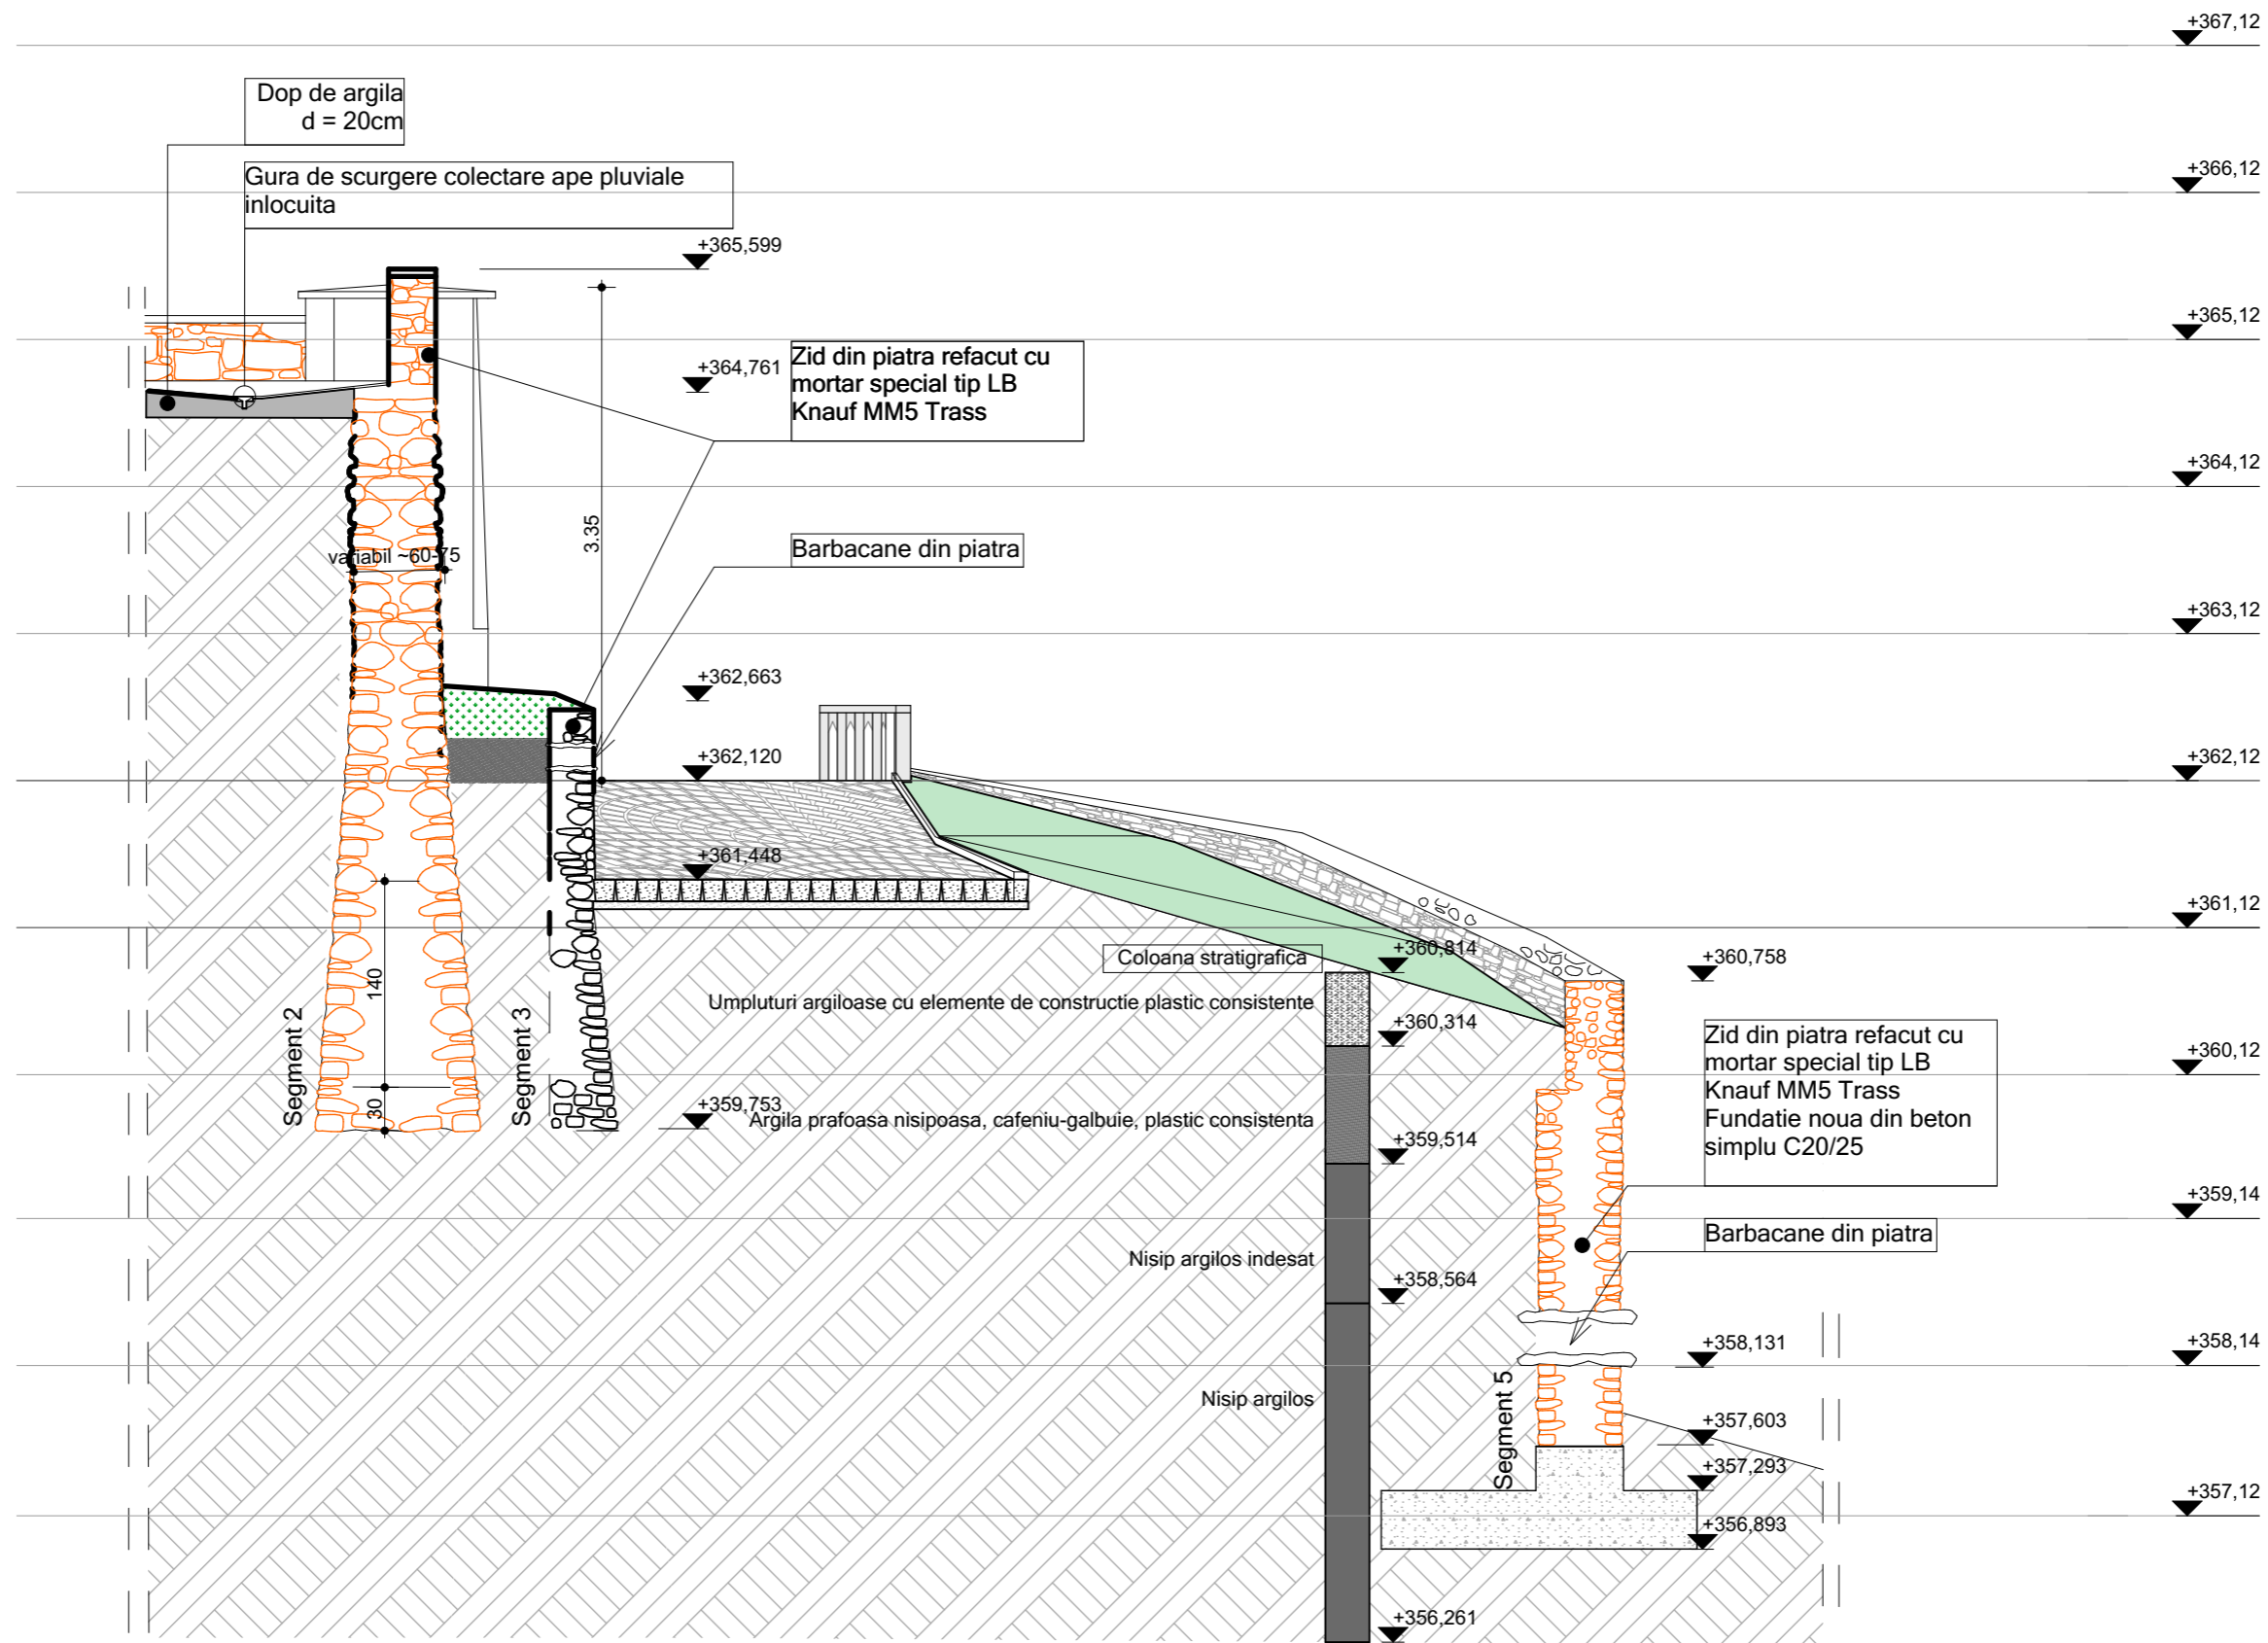 +367,12
Dop de argila
d = 20cm
+366,12
Gura de scurgere colectare ape pluviale
inlocuita
+365,599
+365,12
Zid din piatra refacut cu
mortar special tip LB
Knauf MM5 Trass
+364,761
+364,12
3.35
variabil ~60-75
Barbacane din piatra
+363,12
+362,663
+362,120
+362,12
+361,448
+361,12
Coloana stratigrafica
+360,814
+360,758
140
Umpluturi argiloase cu elemente de constructie plastic consistente
+360,314
Segment 2
Segment 3
Zid din piatra refacut cu
mortar special tip LB
Knauf MM5 Trass
Fundatie noua din beton
simplu C20/25
+360,12
30
+359,753
Argila prafoasa nisipoasa, cafeniu-galbuie, plastic consistenta
+359,514
+359,14
Barbacane din piatra
Nisip argilos indesat
+358,564
+358,131
+358,14
Nisip argilos
Segment 5
+357,603
+357,293
+357,12
+356,893
+356,261